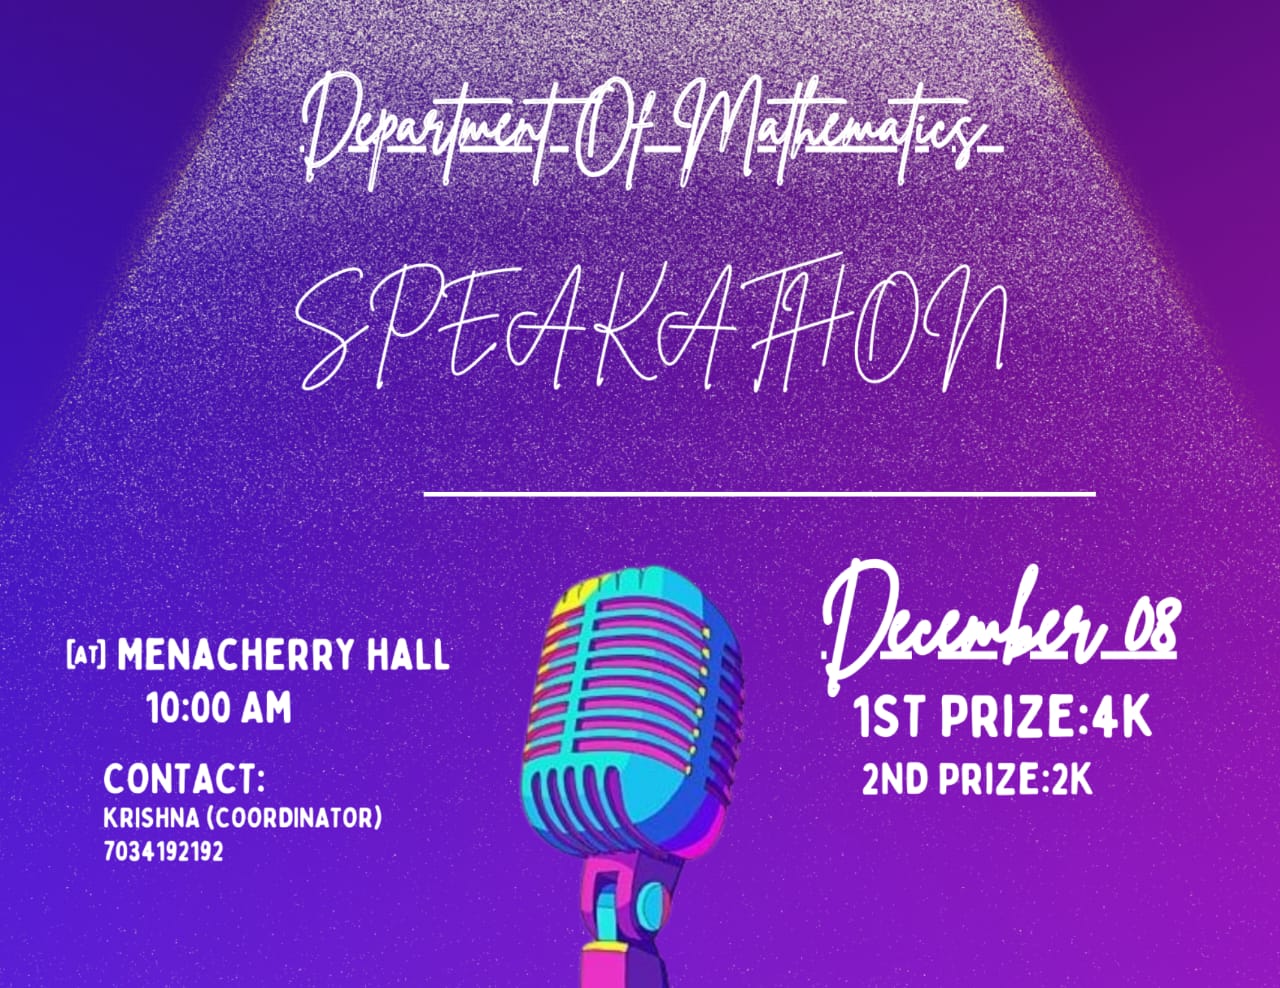 Department Of Mathematics
SPEAKATHON
[AT] MENACHERRY HALL
10:00 AM
CONTACT:
KRISHNA (COORDINATOR)
7034192192
December 08
1ST PRIZE:4K
2ND PRIZE:2K